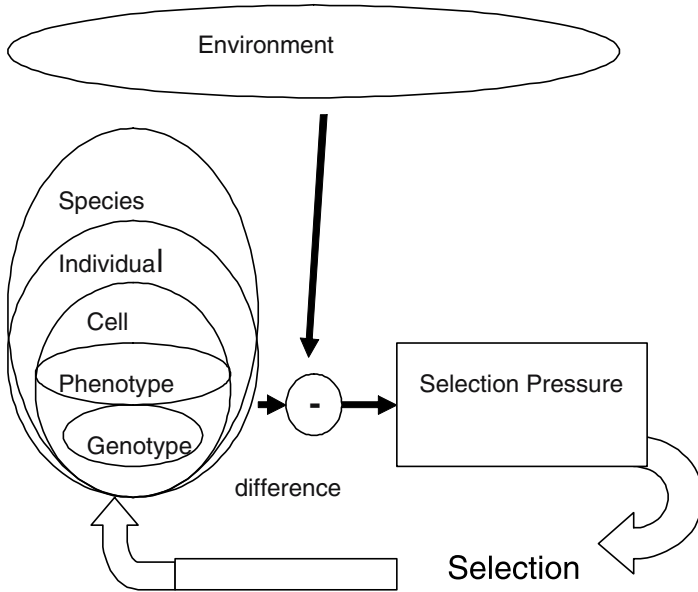 Environment
Species
Individual
Cell
Phenotype
Genotype
-
difference
Selection Pressure
Selection